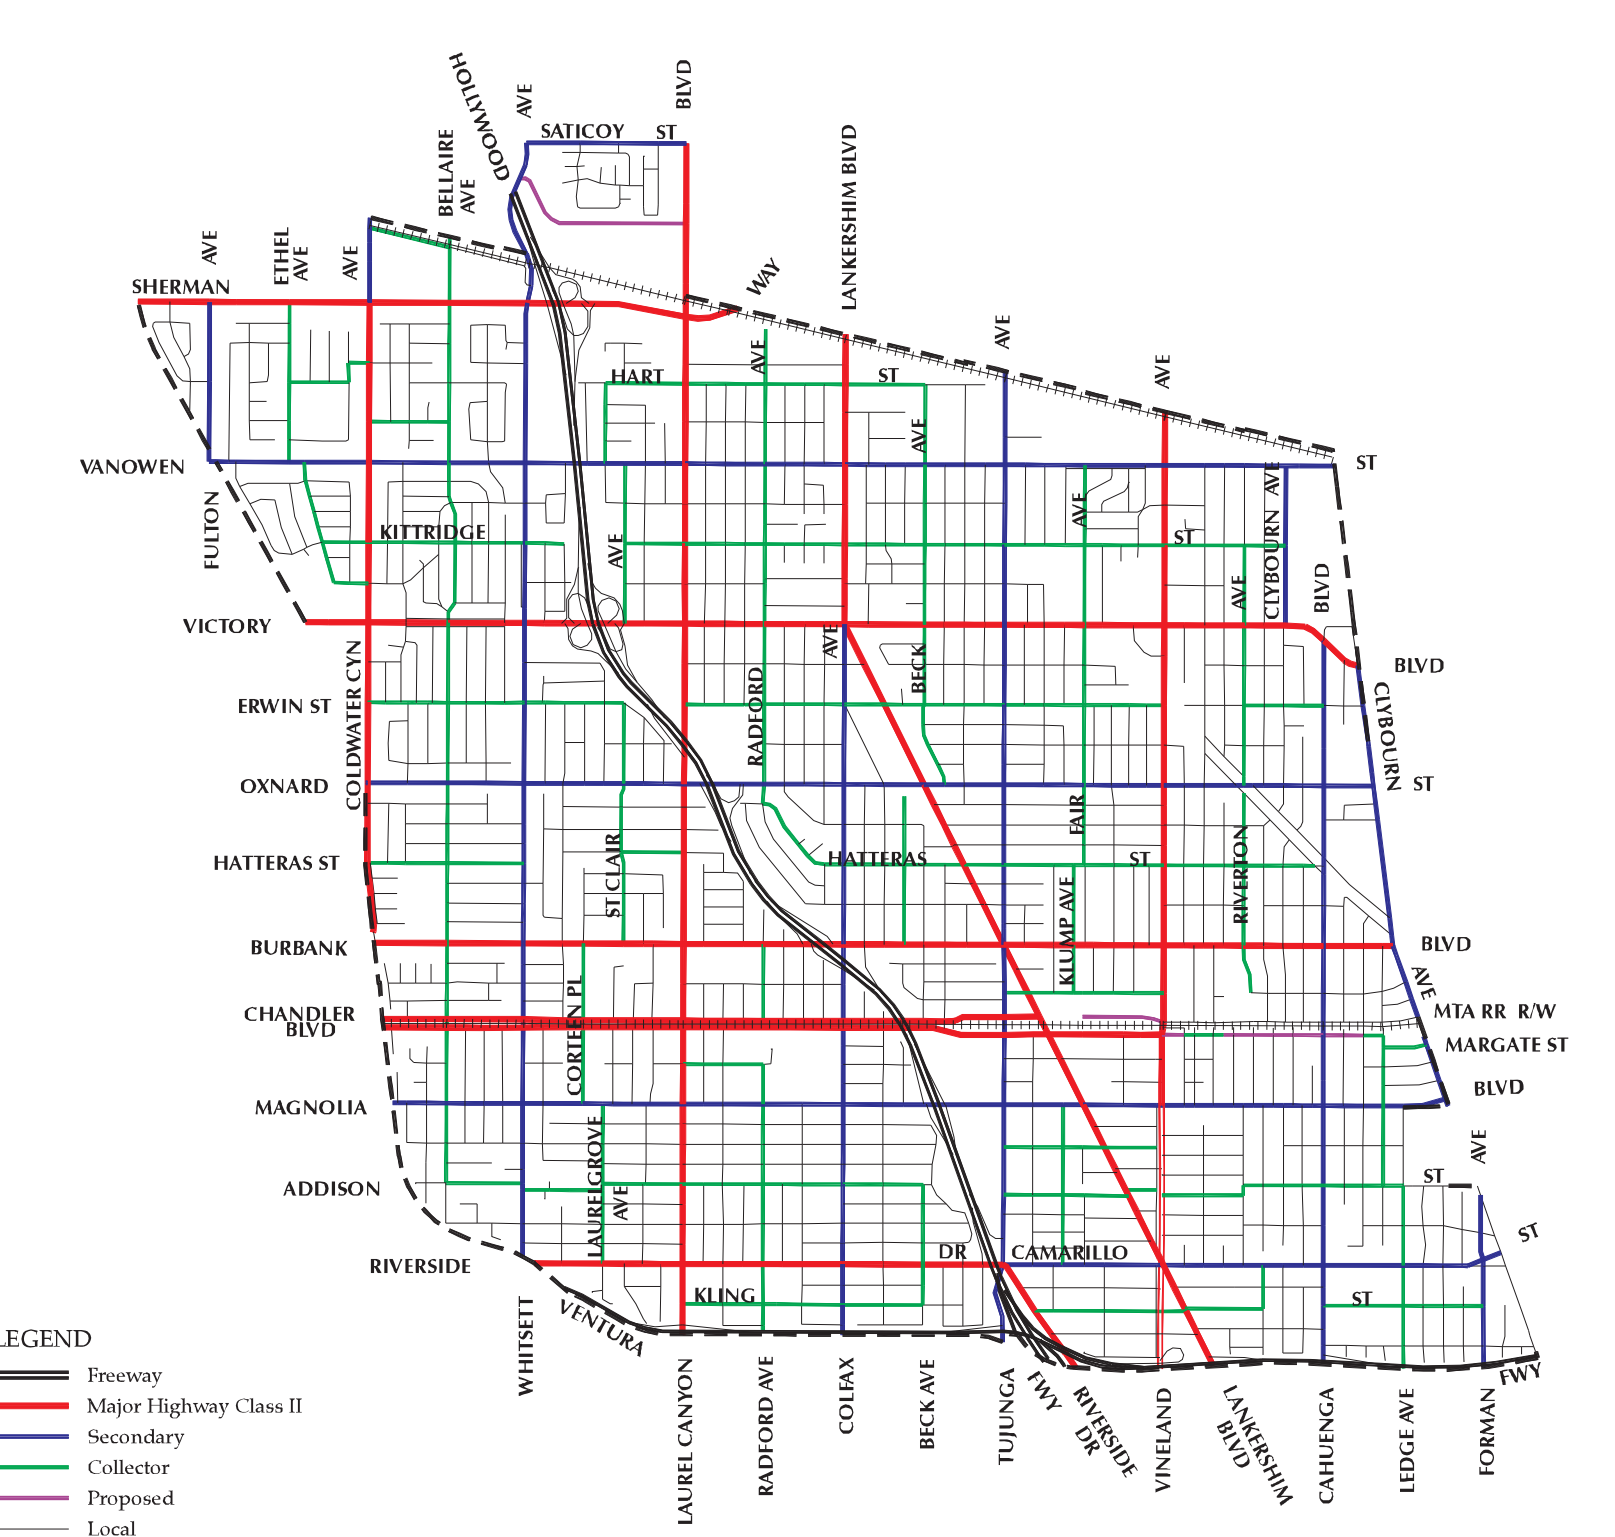 HOLLYWOOD
AVE
BLVD
SATICOY ST
BELLAIRE
AVE
LANKERSHIM BLVD
AVE
ETHEL
AVE
AVE
SHERMAN
WAY
AVE
AVE
AVE
HART ST
AVE
VANOWEN ST
FULTON
KITTRIDGE ST
AVE
AVE
AVE
CLYBOURN AVE
BLVD
VICTORY BLVD
COLDWATER CYN
AVE
BECK
RADFORD
ERWIN ST
CLYBOURN
AVE
OXNARD ST
FAIR
HATTERAS ST
HATTERAS ST
ST CLAIR
RIVERTON
KLUMP AVE
BURBANK BLVD
CORTEEN PL
CHANDLER
BLVD
MTA RR R/W
MARGATE ST
MAGNOLIA BLVD
LAURELGROVE
AVE
AVE
ADDISON ST
RIVERSIDE DR
CAMARILLO ST
KLING ST
VENTURA
FWY
WHITSETT
LAUREL CANYON
RADFORD AVE
COLFAX
BECK AVE
TUJUNGA
FWY
RIVERSIDE
DR
VINELAND
LANKERSHIM
BLVD
CAHUENGA
LEDGE AVE
FORMAN
LEGEND
Freeway
Major Highway Class II
Secondary
Collector
Proposed
Local